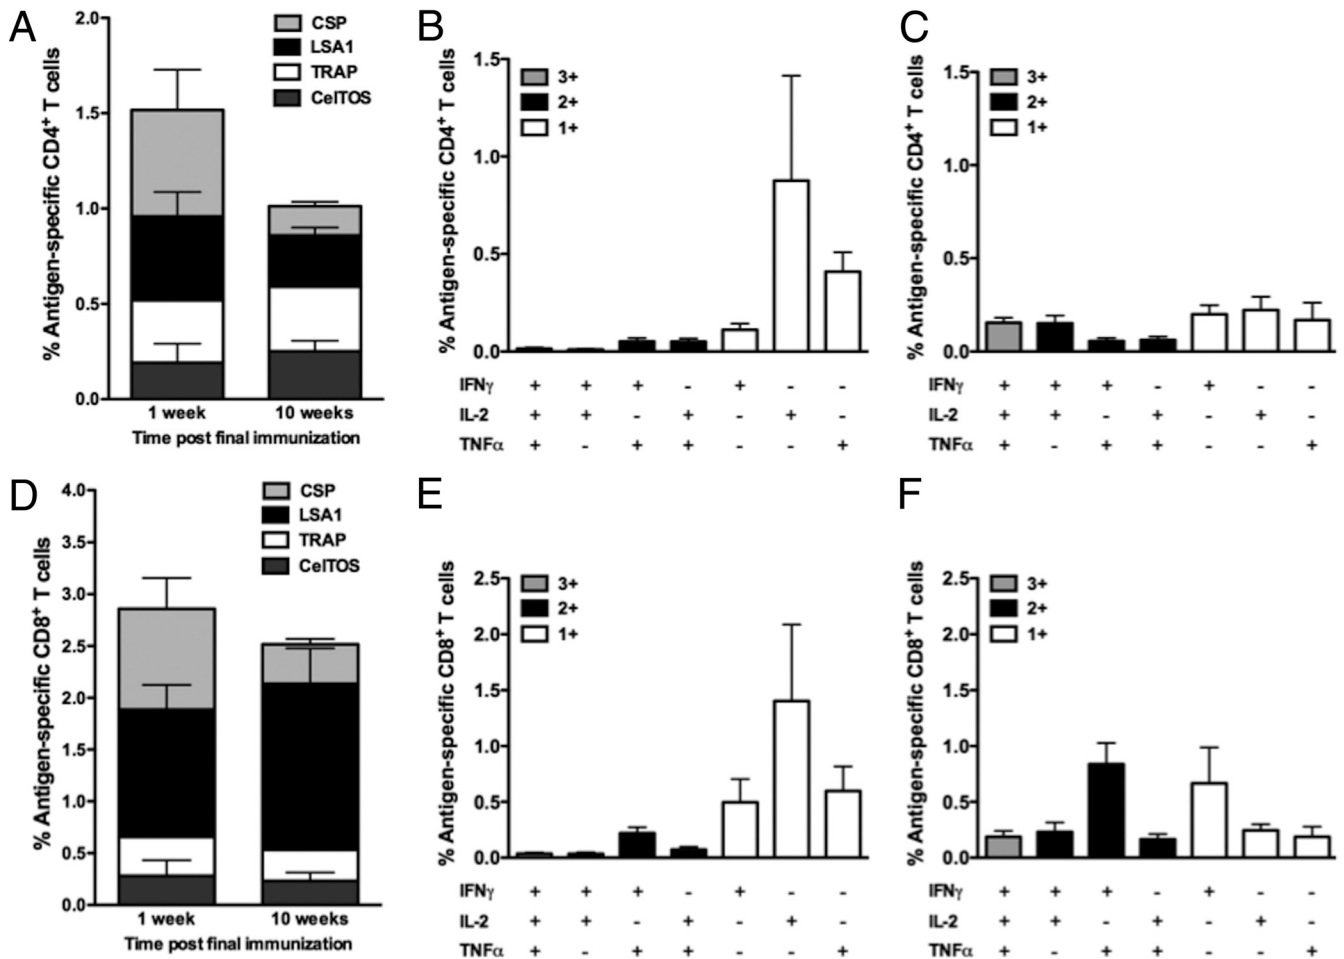 A
% Antigen-specific CD4+ T cells
2.0
1.5
1.0
0.5
0.0
CSP
LSA1
TRAP
CelTOS
1 week 10 weeks
Time post final immunization
B
% Antigen-specific CD4+ T cells
1.5
1.0
0.5
0.0
3+
2+
1+
IFNγ + + + - + - -
IL-2 + + - + - + -
TNFα + - + + - - +
C
% Antigen-specific CD4+ T cells
1.5
1.0
0.5
0.0
3+
2+
1+
IFNγ + + + - + - -
IL-2 + + - + - + -
TNFα + - + + - - +
D
% Antigen-specific CD8+ T cells
4.0
3.5
3.0
2.5
2.0
1.5
1.0
0.5
0.0
CSP
LSA1
TRAP
CelTOS
1 week 10 weeks
Time post final immunization
E
% Antigen-specific CD8+ T cells
2.5
2.0
1.5
1.0
0.5
0.0
3+
2+
1+
IFNγ + + + - + - -
IL-2 + + - + - + -
TNFα + - + + - - +
F
% Antigen-specific CD8+ T cells
2.5
2.0
1.5
1.0
0.5
0.0
3+
2+
1+
IFNγ + + + - + - -
IL-2 + + - + - + -
TNFα + - + + - - +